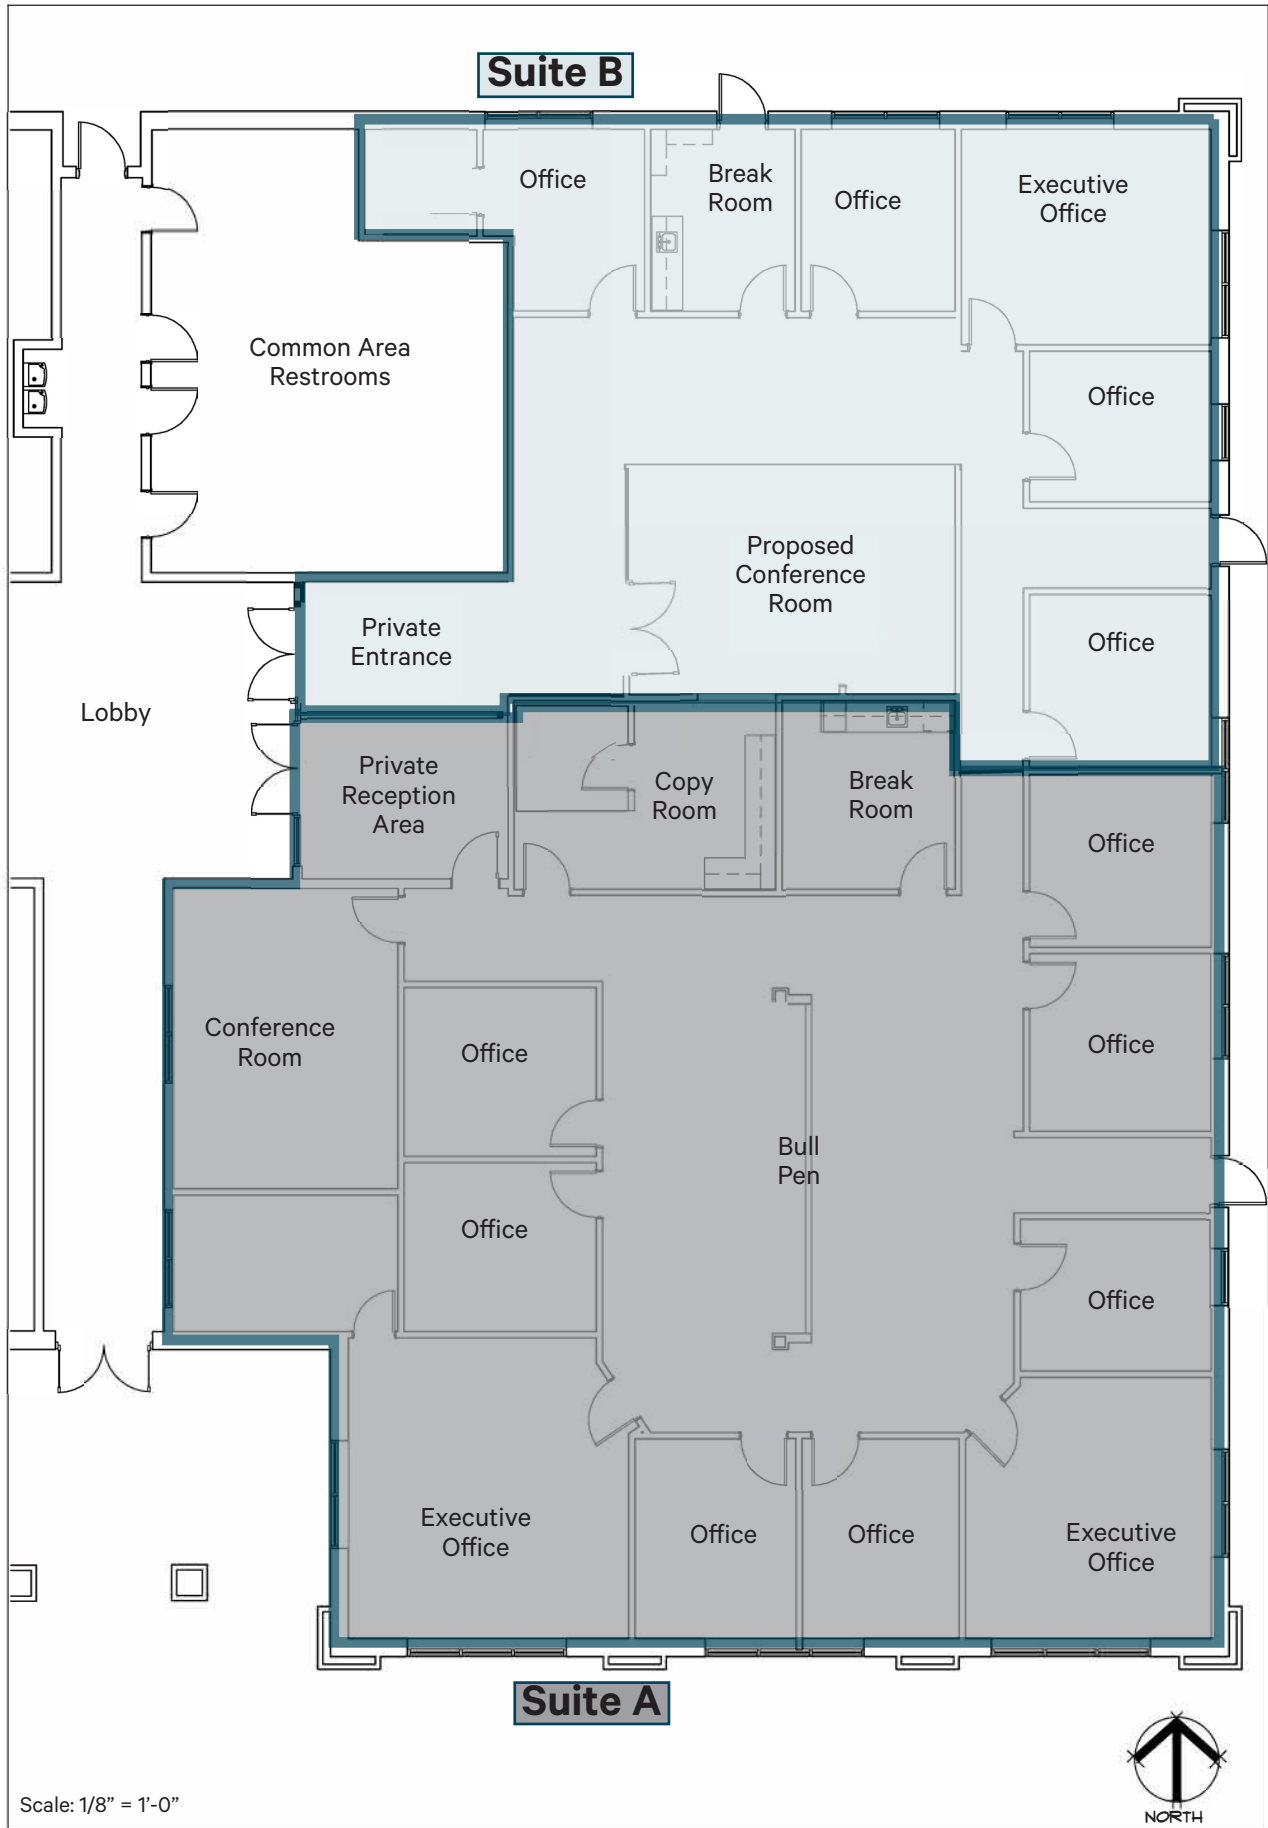 Suite B
Office
Break
Room
Office
Executive
Office
Common Area
Restrooms
Office
Proposed
Conference
Room
Private
Entrance
Office
Lobby
Private
Reception
Area
Copy
Room
Break
Room
Office
Conference
Room
Office
Office
Bull
Pen
Office
Office
Executive
Office
Office
Office
Executive
Office
Suite A
Scale: 1/8” = 1’-0”
NORTH